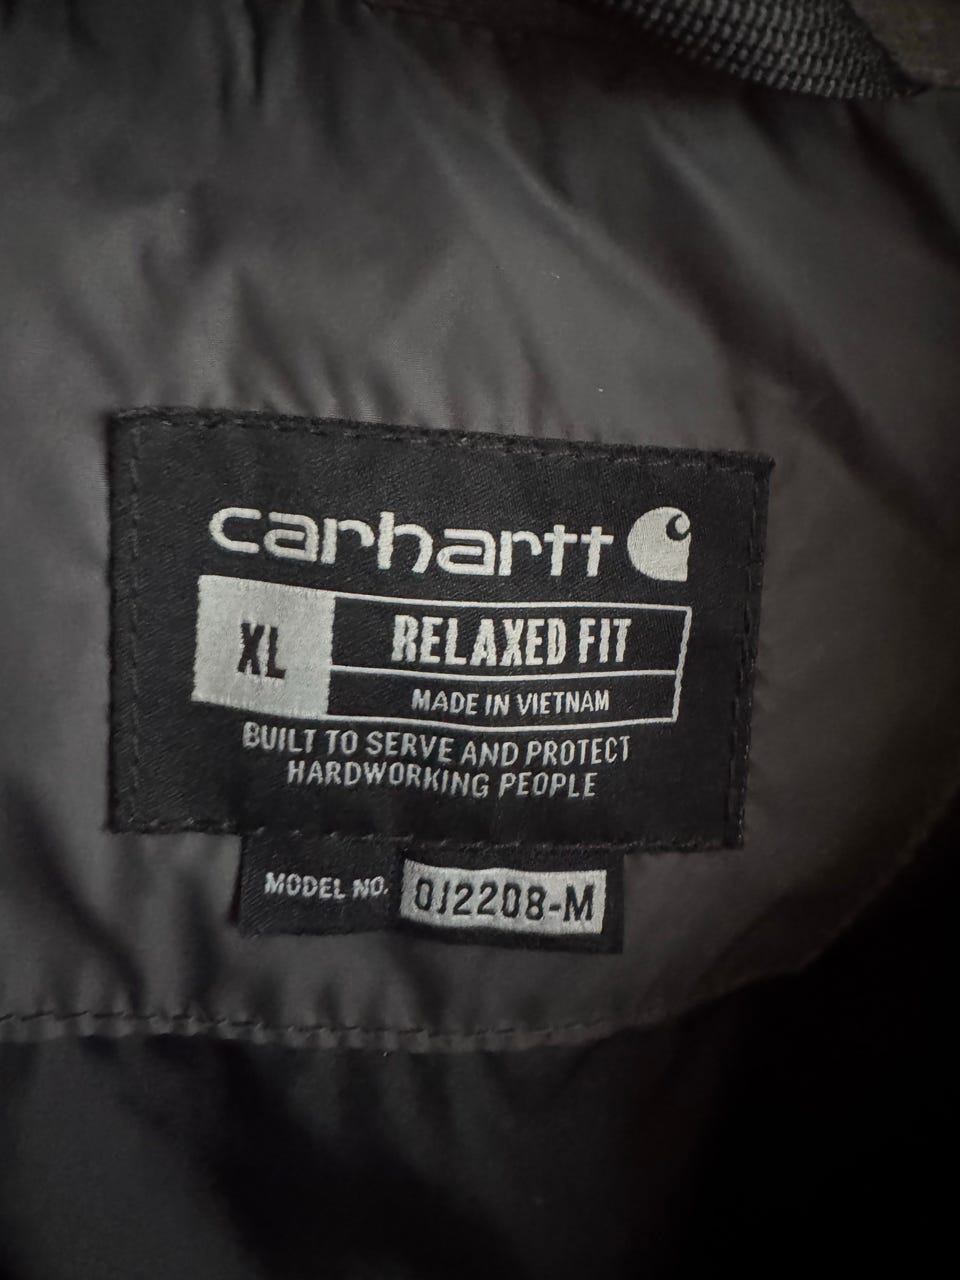 carhartt
XL RELAXED FIT
MADE IN VIETNAM
BUILT TO SERVE AND PROTECT
HARDWORKING PEOPLE
MODEL NO. OJ2208-M